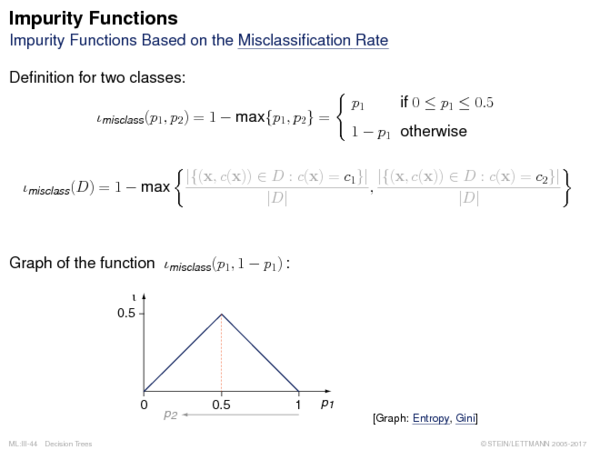 Impurity Functions
Impurity Functions Based on the Misclassification Rate
Definition for two classes:
ι_misclass(p₁, p₂) = 1 − max{p₁, p₂} = { p₁ if 0 ≤ p₁ ≤ 0.5
1 − p₁ otherwise
ι_misclass(D) = 1 − max { |{(x, c(x)) ∈ D : c(x) = c₁}| / |D| , |{(x, c(x)) ∈ D : c(x) = c₂}| / |D| }
Graph of the function ι_misclass(p₁, 1 − p₁) :
ι
0.5
0 0.5 1 p₁
p₂
[Graph: Entropy, Gini]
ML:III-44 Decision Trees © STEIN/LETTMANN 2005-2017